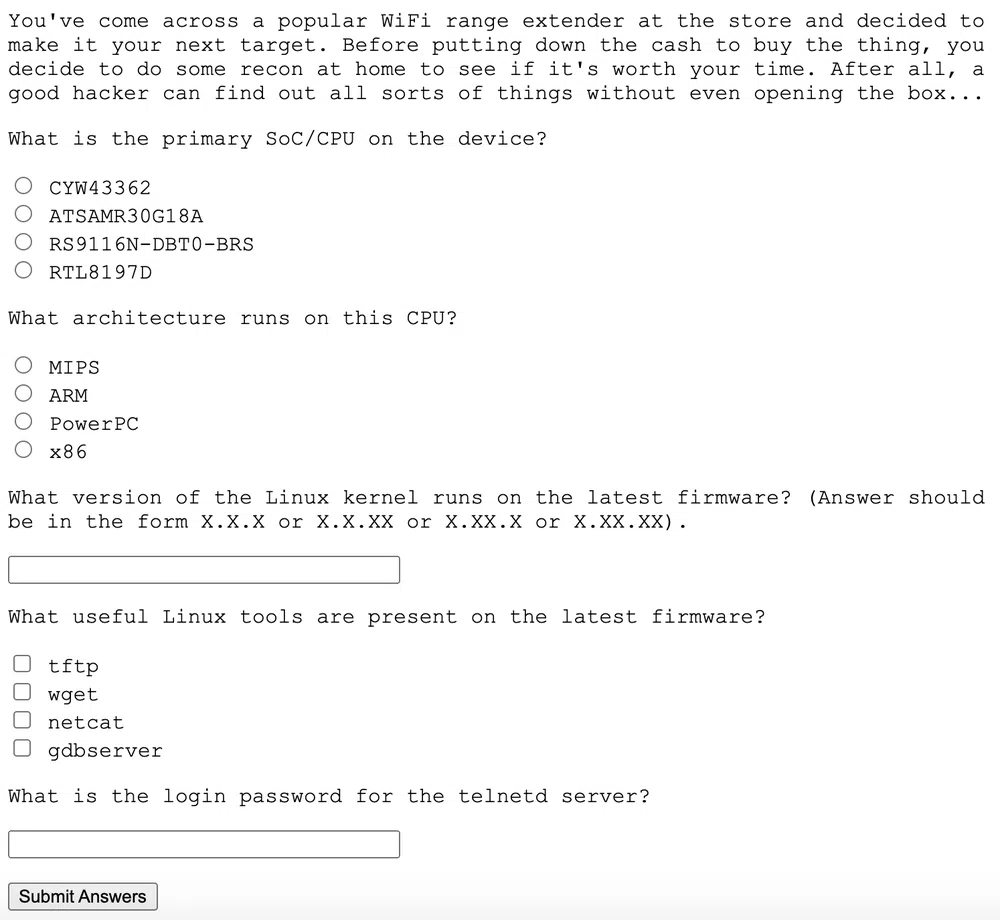 You've come across a popular WiFi range extender at the store and decided to
make it your next target. Before putting down the cash to buy the thing, you
decide to do some recon at home to see if it's worth your time. After all, a
good hacker can find out all sorts of things without even opening the box...
What is the primary SoC/CPU on the device?
CYW43362
ATSAMR30G18A
RS9116N-DBT0-BRS
RTL8197D
What architecture runs on this CPU?
MIPS
ARM
PowerPC
x86
What version of the Linux kernel runs on the latest firmware? (Answer should
be in the form X.X.X or X.X.XX or X.XX.X or X.XX.XX).
What useful Linux tools are present on the latest firmware?
tftp
wget
netcat
gdbserver
What is the login password for the telnetd server?
Submit Answers